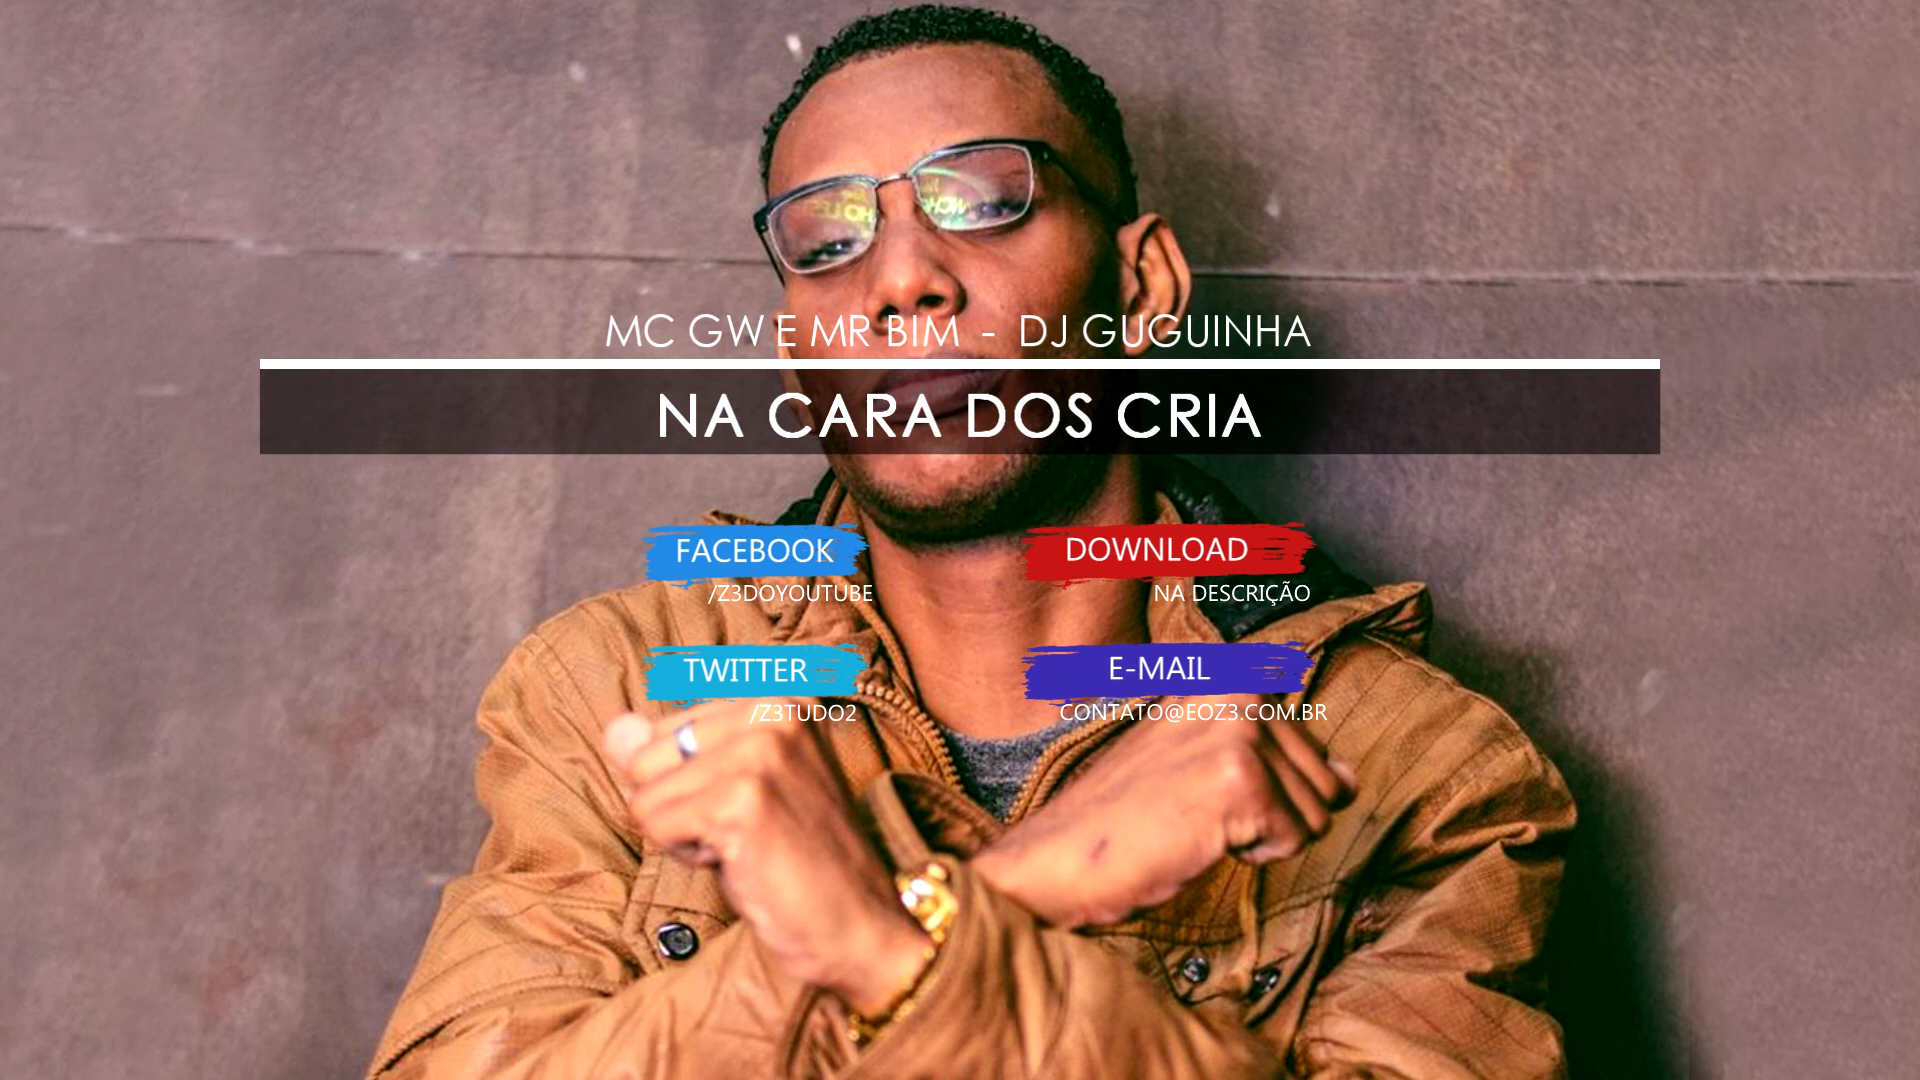 MC GW E MR BIM - DJ GUGUINHA
NA CARA DOS CRIA
FACEBOOK
/Z3DOYOUTUBE
DOWNLOAD
NA DESCRIÇÃO
TWITTER
/Z3TUDO2
E-MAIL
CONTATO@EOZ3.COM.BR